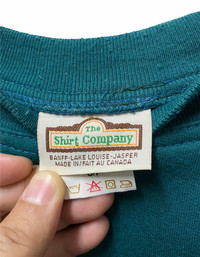 The
Shirt Company
BANFF-LAKE LOUISE-JASPER
MADE IN/FAIT AU CANADA